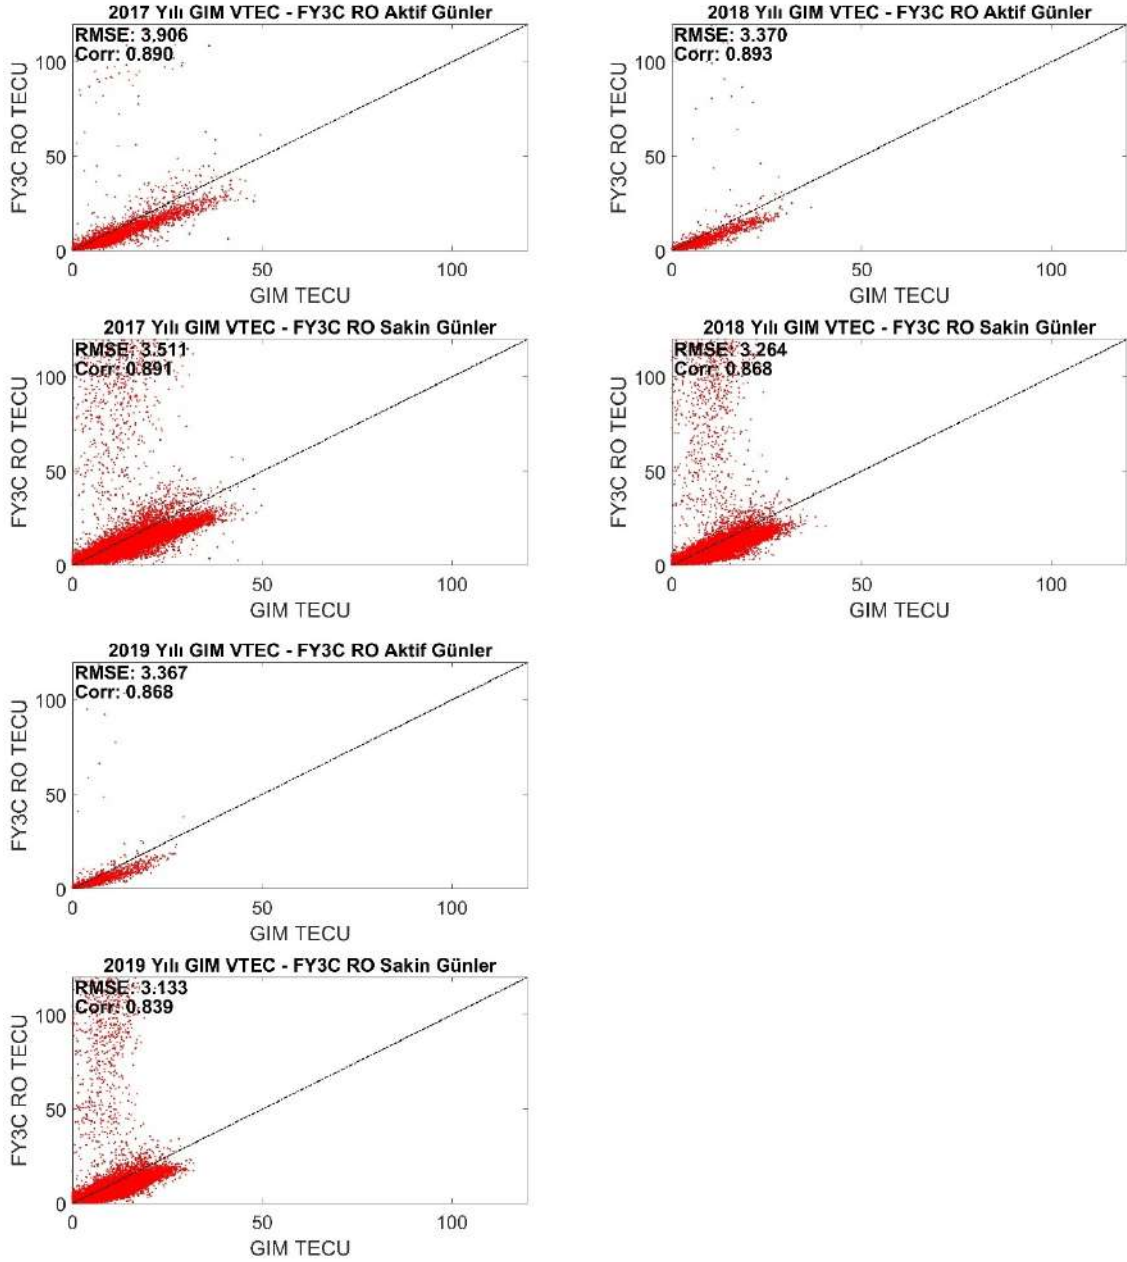 2017 Yılı GIM VTEC - FY3C RO Aktif Günler
RMSE: 3.906
Corr: 0.890
100
50
0
FY3C RO TECU
0 50 100
GIM TECU
2018 Yılı GIM VTEC - FY3C RO Aktif Günler
RMSE: 3.370
Corr: 0.893
100
50
0
FY3C RO TECU
0 50 100
GIM TECU
2017 Yılı GIM VTEC - FY3C RO Sakin Günler
RMSE: 3.511
Corr: 0.891
100
50
0
FY3C RO TECU
0 50 100
GIM TECU
2018 Yılı GIM VTEC - FY3C RO Sakin Günler
RMSE: 3.264
Corr: 0.868
100
50
0
FY3C RO TECU
0 50 100
GIM TECU
2019 Yılı GIM VTEC - FY3C RO Aktif Günler
RMSE: 3.367
Corr: 0.868
100
50
0
FY3C RO TECU
0 50 100
GIM TECU
2019 Yılı GIM VTEC - FY3C RO Sakin Günler
RMSE: 3.133
Corr: 0.839
100
50
0
FY3C RO TECU
0 50 100
GIM TECU